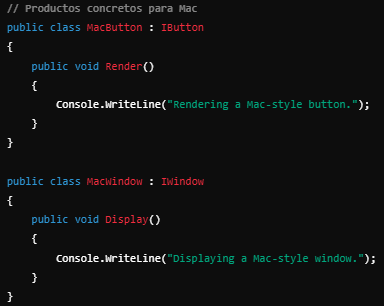 // Productos concretos para Mac
public class MacButton : IButton
{
    public void Render()
    {
        Console.WriteLine("Rendering a Mac-style button.");
    }
}

public class MacWindow : IWindow
{
    public void Display()
    {
        Console.WriteLine("Displaying a Mac-style window.");
    }
}